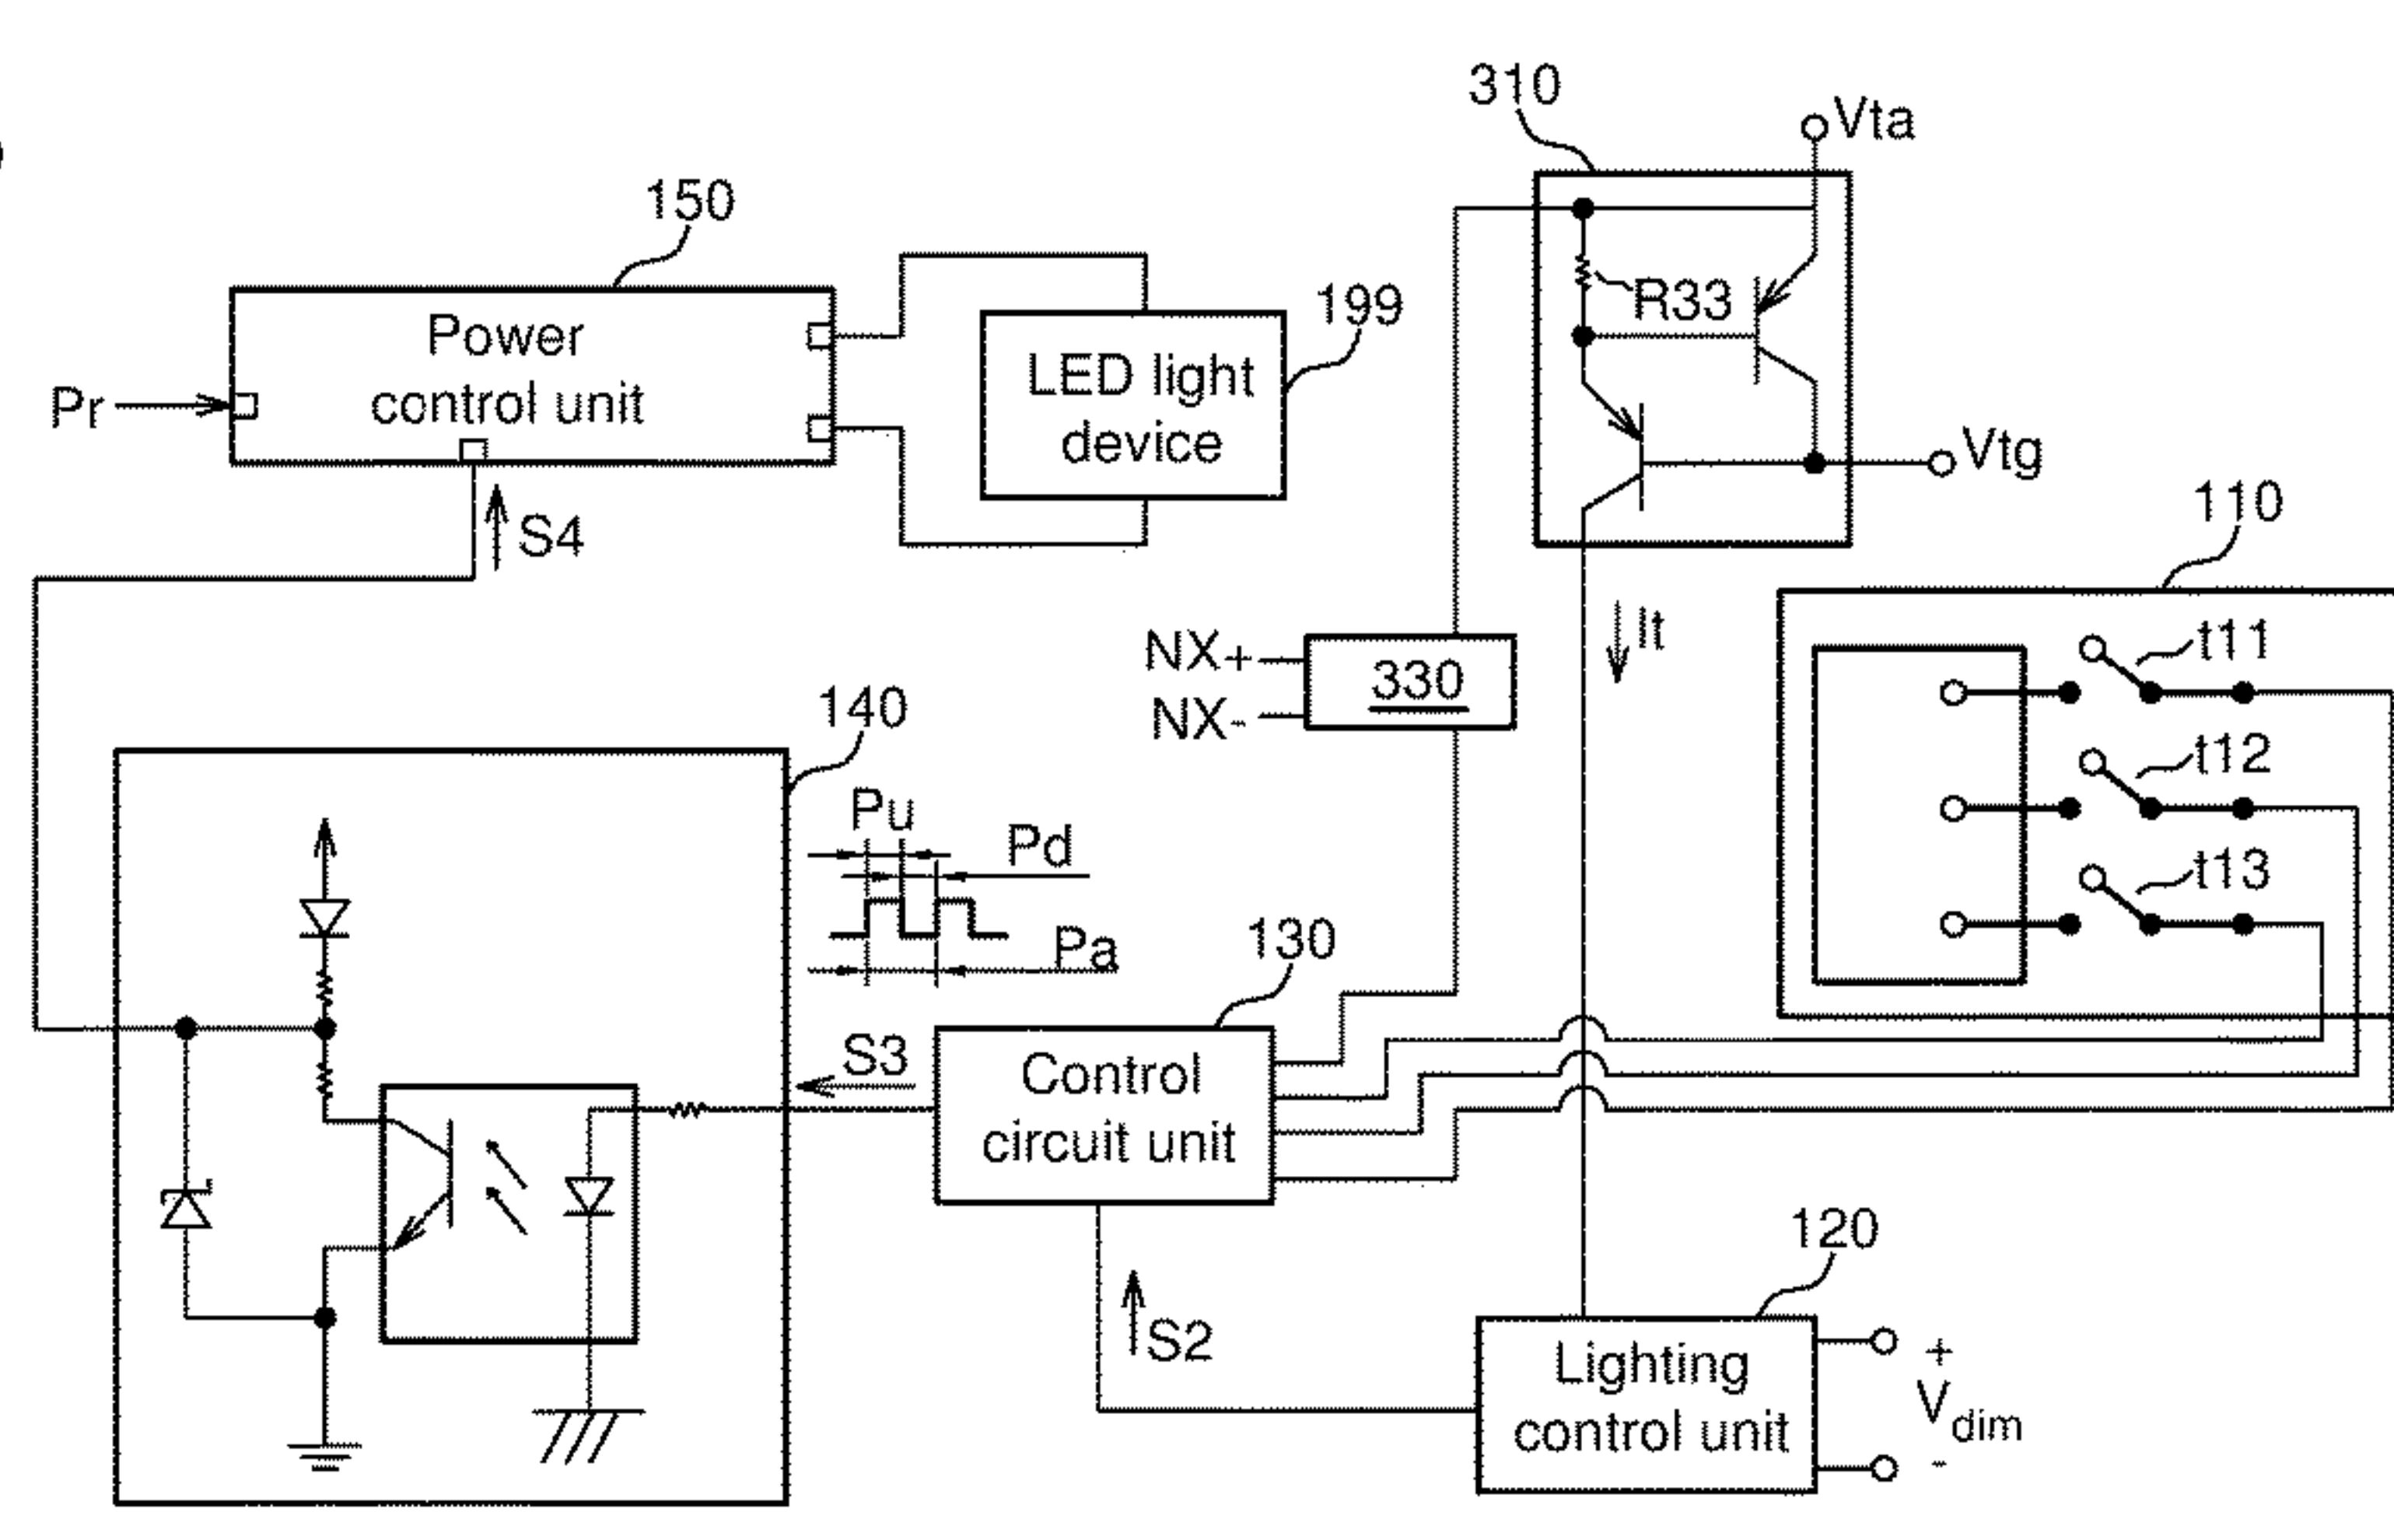 310
Vta
150
199
R33
Power
control unit
LED light
device
Pr
Vtg
110
S4
It
NX+
NX-
330
t11
t12
t13
140
Pu
Pd
Pa
130
S3
Control
circuit unit
120
S2
Lighting
control unit
+
Vdim
-